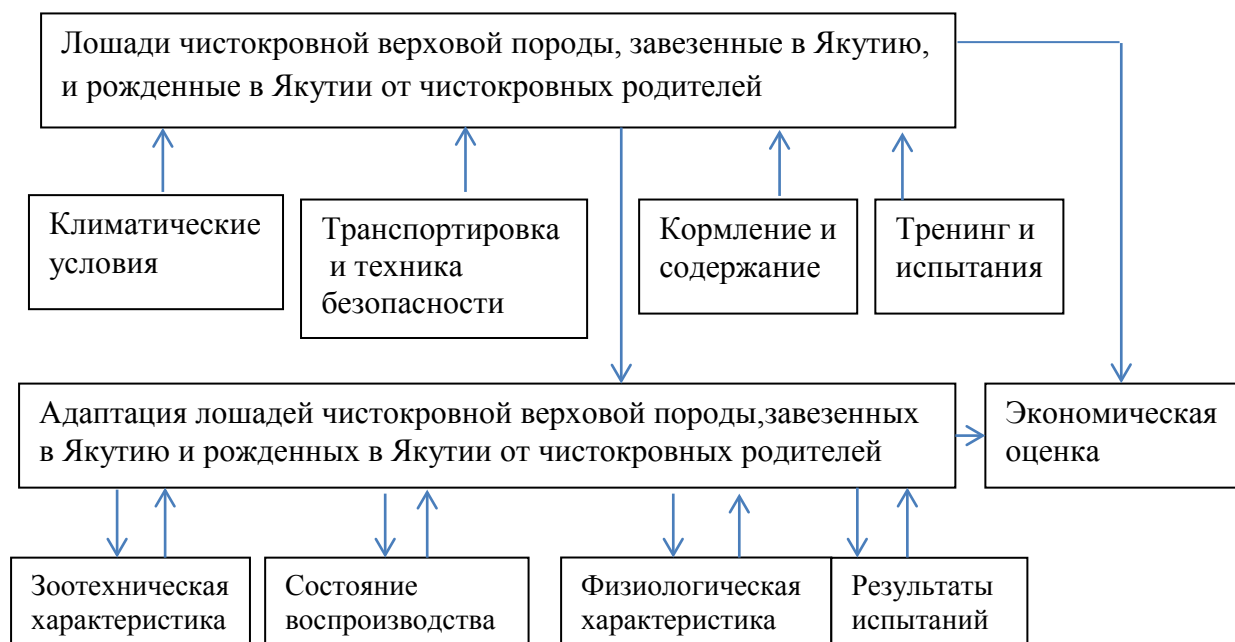 Лошади чистокровной верховой породы, завезенные в Якутию,
и рожденные в Якутии от чистокровных родителей
Климатические
условия
Транспортировка
и техника
безопасности
Кормление и
содержание
Тренинг и
испытания
Адаптация лошадей чистокровной верховой породы,завезенных
в Якутию и рожденных в Якутии от чистокровных родителей
Экономическая
оценка
Зоотехническая
характеристика
Состояние
воспроизводства
Физиологическая
характеристика
Результаты
испытаний